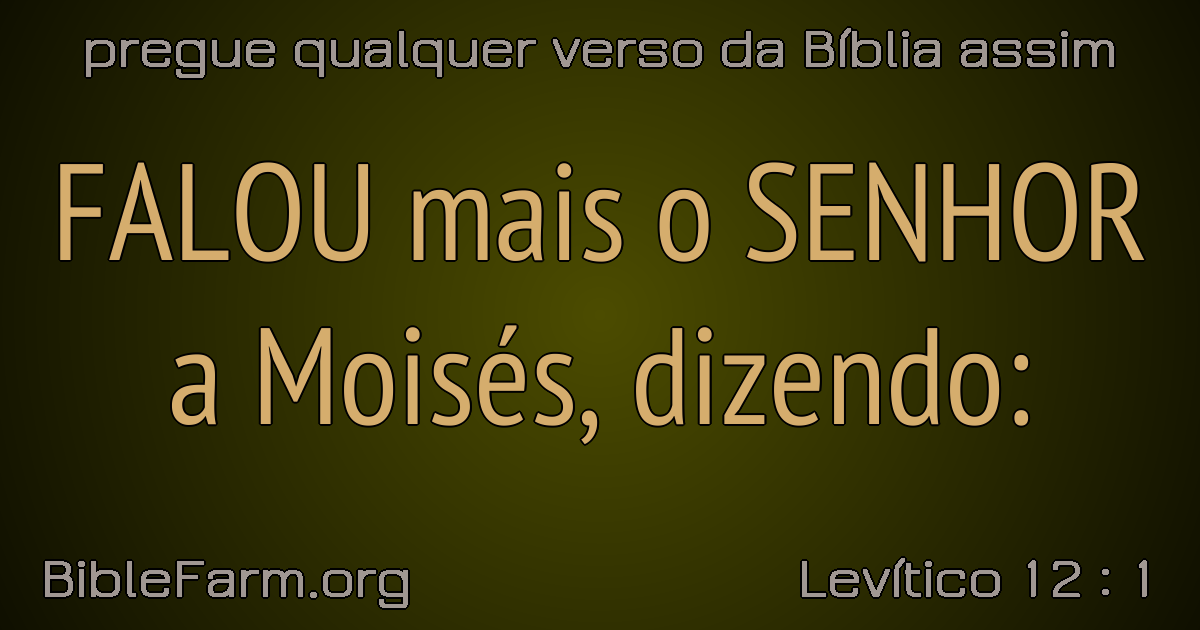 pregue qualquer verso da Bíblia assim
FALOU mais o SENHOR
a Moisés, dizendo:
BibleFarm.org
Levítico 12 : 1